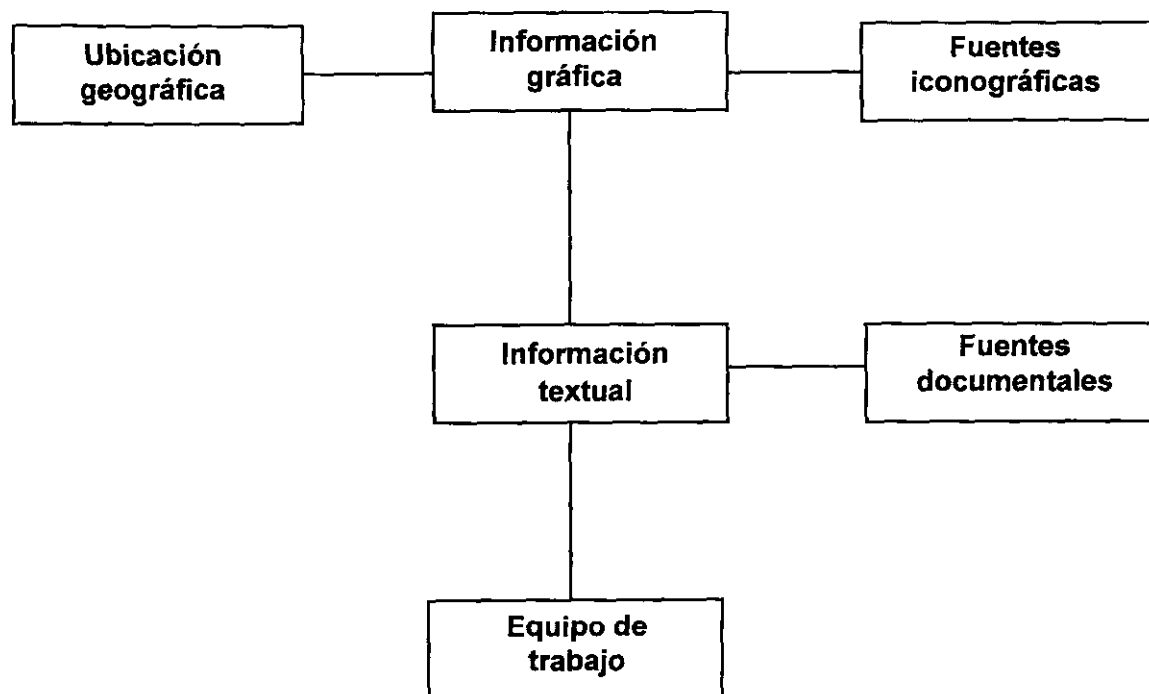 Ubicación
geográfica
Información
gráfica
Fuentes
iconográficas
Información
textual
Fuentes
documentales
Equipo de
trabajo